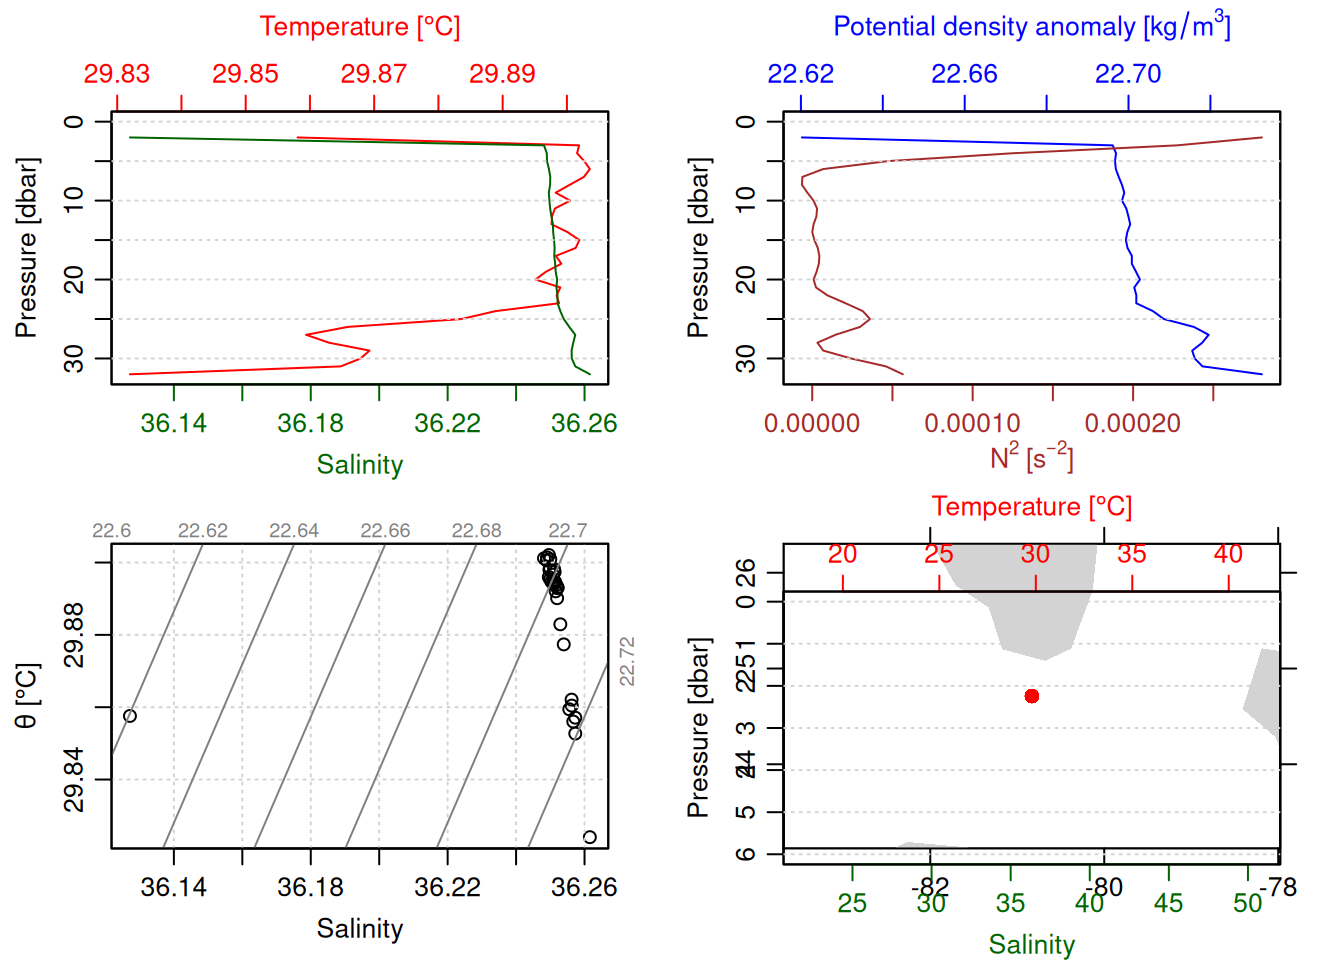 Temperature [°C]
29.83 29.85 29.87 29.89
0
10
20
30
Pressure [dbar]
36.14 36.18 36.22 36.26
Salinity
Potential density anomaly [kg/m³]
22.62 22.66 22.70
0
10
20
30
Pressure [dbar]
0.00000 0.00010 0.00020
N² [s⁻²]
22.6 22.62 22.64 22.66 22.68 22.7
22.72
29.88
29.84
θ [°C]
36.14 36.18 36.22 36.26
Salinity
Temperature [°C]
20 25 30 35 40
26
0
1
25
2
3
24
4
5
6
Pressure [dbar]
-82 -80 -78
25 30 35 40 45 50
Salinity